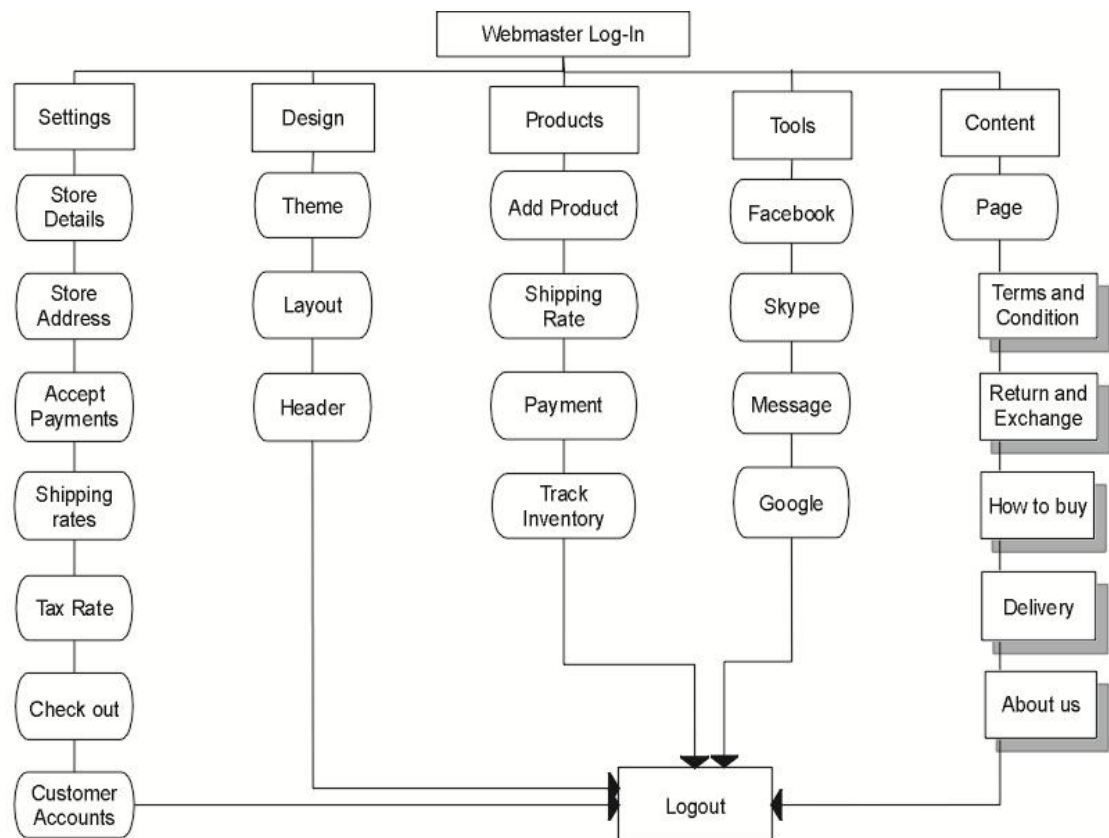 Webmaster Log-In
Settings
Design
Products
Tools
Content
Store
Details
Theme
Add Product
Facebook
Page
Store
Address
Layout
Shipping
Rate
Skype
Terms and
Condition
Accept
Payments
Header
Payment
Message
Return and
Exchange
Shipping
rates
Track
Inventory
Google
How to buy
Tax Rate
Delivery
Check out
About us
Customer
Accounts
Logout